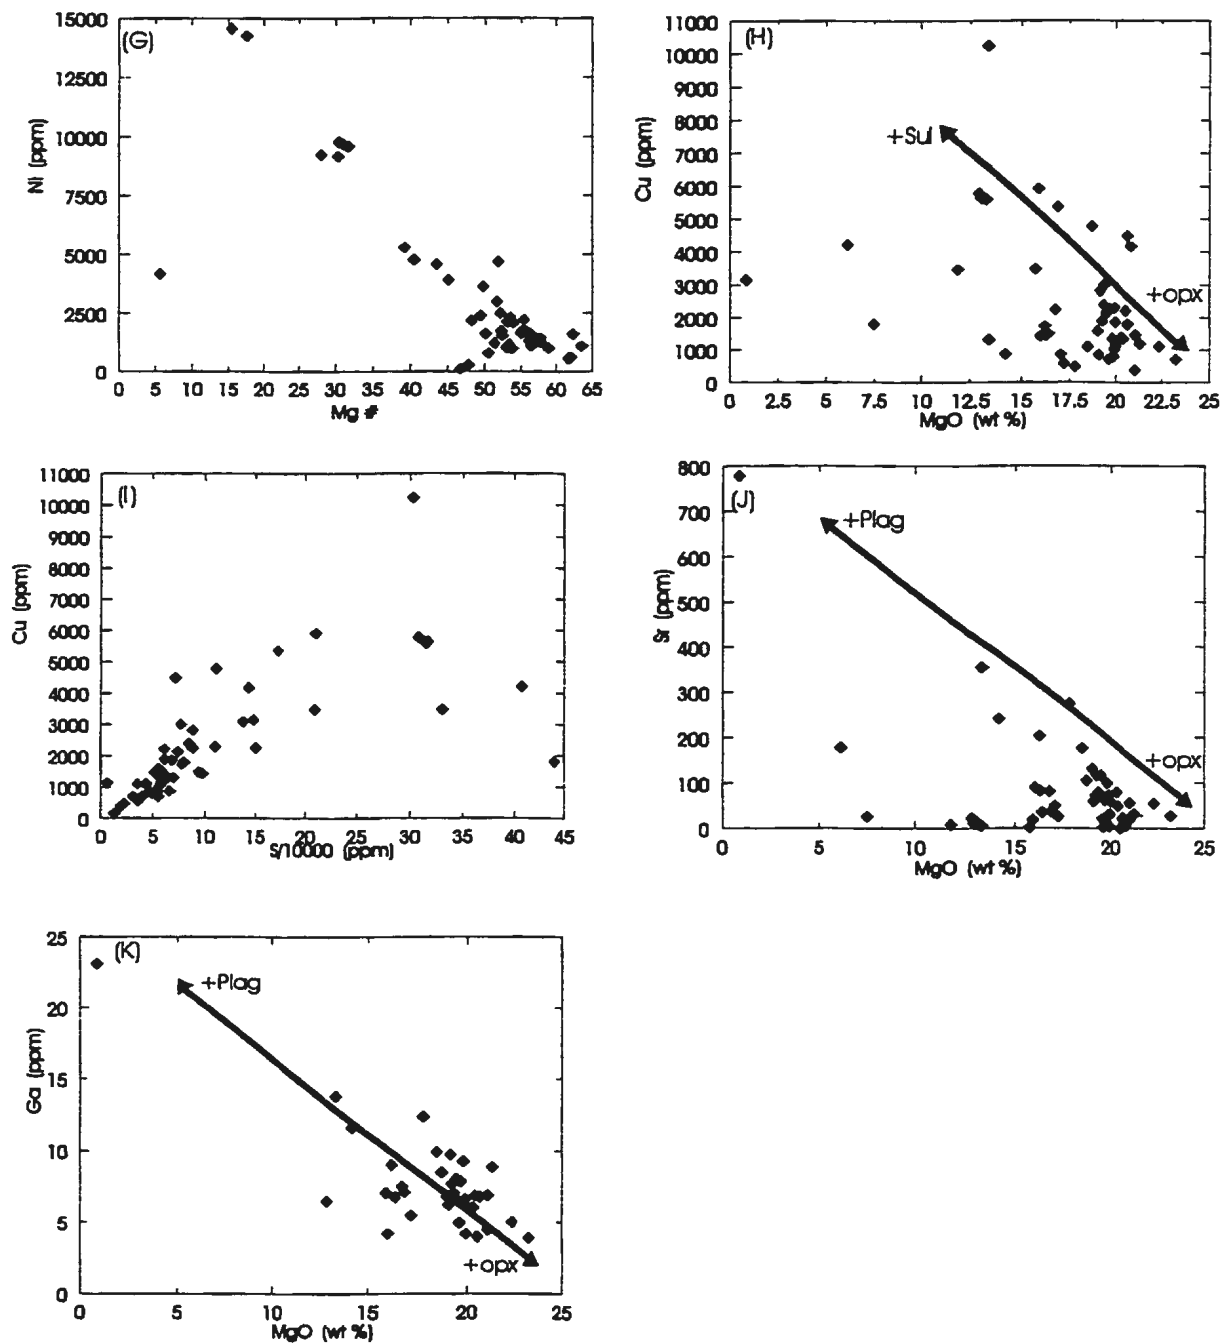 (G)
15000
12500
10000
7500
5000
2500
0
Ni (ppm)
0 5 10 15 20 25 30 35 40 45 50 55 60 65
Mg #
(H)
11000
10000
9000
8000
7000
6000
5000
4000
3000
2000
1000
0
Cu (ppm)
+Sul
+opx
0 2.5 5 7.5 10 12.5 15 17.5 20 22.5 25
MgO (wt %)
(I)
11000
10000
9000
8000
7000
6000
5000
4000
3000
2000
1000
0
Cu (ppm)
0 5 10 15 20 25 30 35 40 45
S/10000 (ppm)
(J)
800
700
600
500
400
300
200
100
0
Sr (ppm)
+Plag
+opx
0 5 10 15 20 25
MgO (wt %)
(K)
25
20
15
10
5
0
Ga (ppm)
+Plag
+opx
0 5 10 15 20 25
MgO (wt %)